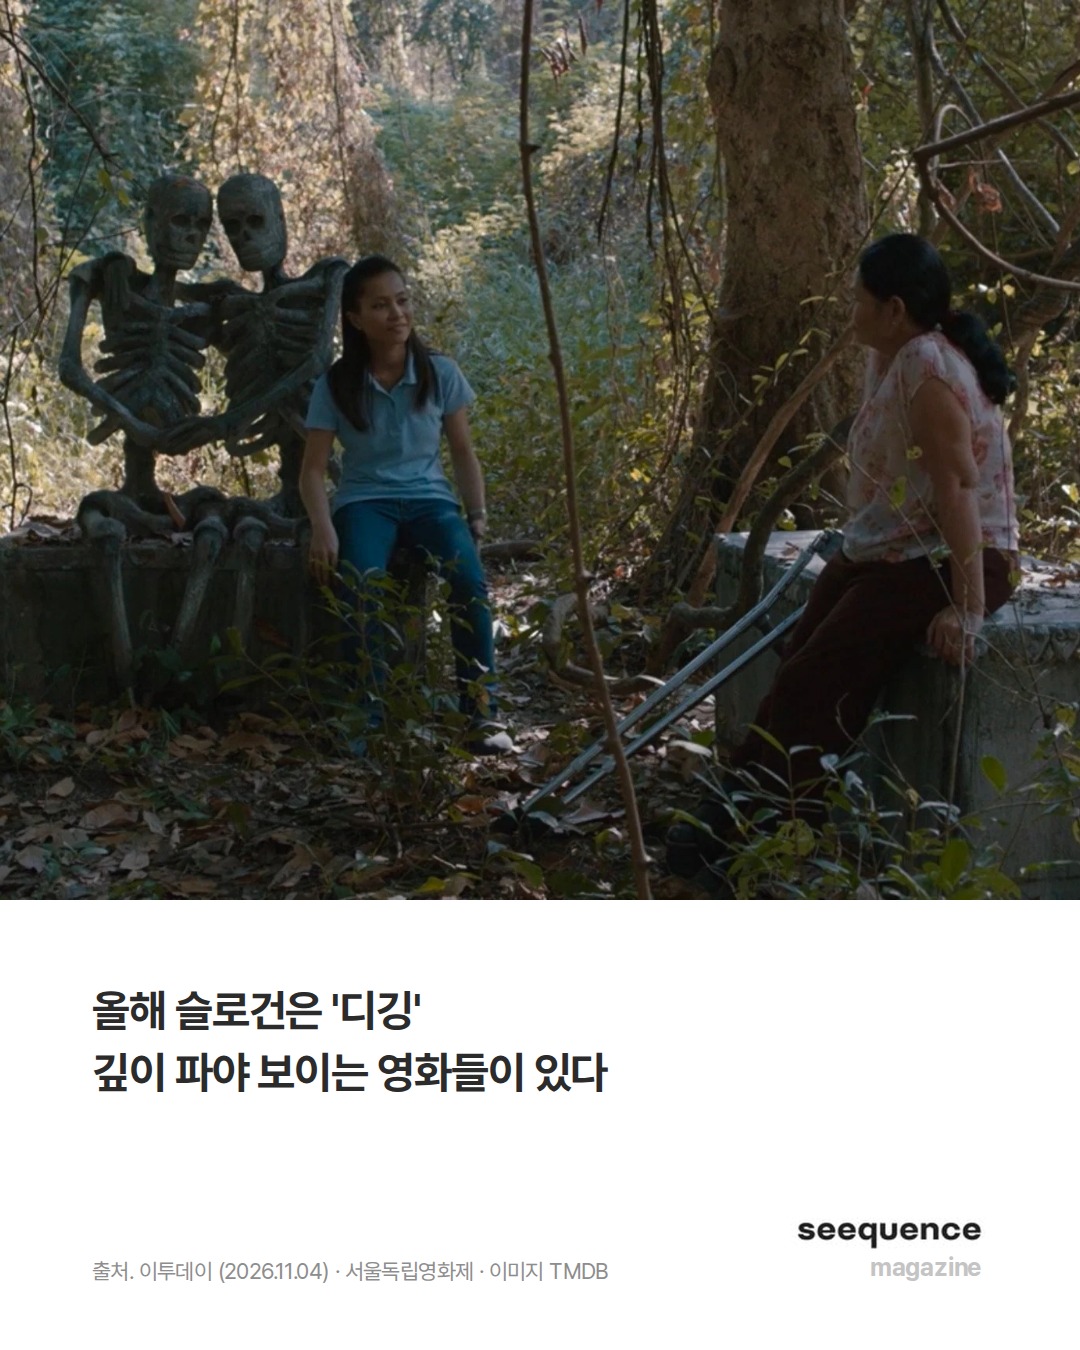 올해 슬로건은 '디깅'
깊이 파야 보이는 영화들이 있다
seequence
magazine
출처. 이투데이 (2026.11.04) · 서울독립영화제 · 이미지 TMDB